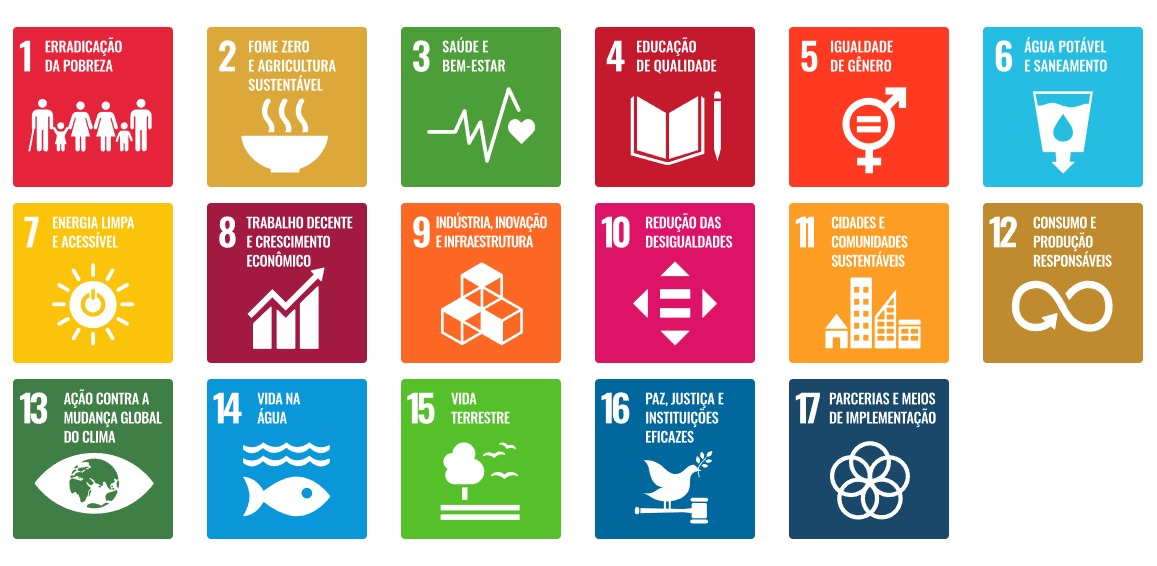 1 ERRADICAÇÃO
DA POBREZA
2 FOME ZERO
E AGRICULTURA
SUSTENTÁVEL
3 SAÚDE E
BEM-ESTAR
4 EDUCAÇÃO
DE QUALIDADE
5 IGUALDADE
DE GÊNERO
6 ÁGUA POTÁVEL
E SANEAMENTO
7 ENERGIA LIMPA
E ACESSÍVEL
8 TRABALHO DECENTE
E CRESCIMENTO
ECONÔMICO
9 INDÚSTRIA, INOVAÇÃO
E INFRAESTRUTURA
10 REDUÇÃO DAS
DESIGUALDADES
11 CIDADES E
COMUNIDADES
SUSTENTÁVEIS
12 CONSUMO E
PRODUÇÃO
RESPONSÁVEIS
13 AÇÃO CONTRA A
MUDANÇA GLOBAL
DO CLIMA
14 VIDA NA
ÁGUA
15 VIDA
TERRESTRE
16 PAZ, JUSTIÇA E
INSTITUIÇÕES
EFICAZES
17 PARCERIAS E MEIOS
DE IMPLEMENTAÇÃO